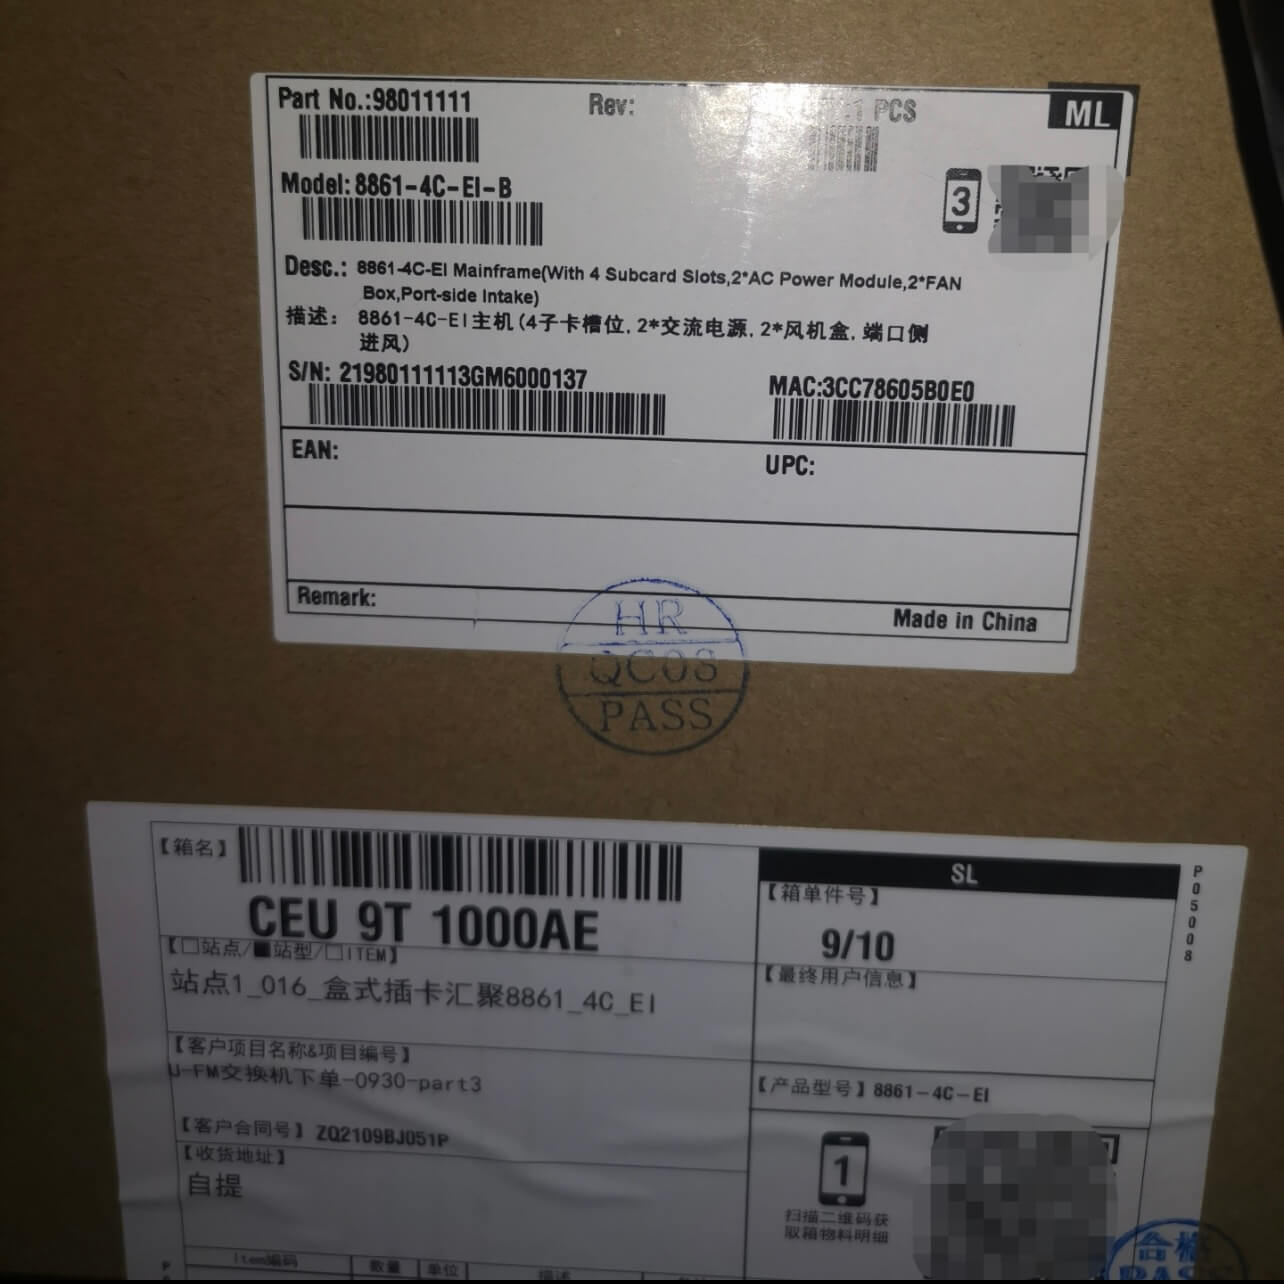 Part No.:98011111
Rev:
1 PCS
ML
Model: 8861-4C-EI-B
3
Desc.: 8861-4C-EI Mainframe(With 4 Subcard Slots,2*AC Power Module,2*FAN
Box,Port-side Intake)
描述: 8861-4C-EI主机(4子卡槽位, 2*交流电源, 2*风机盒, 端口侧
进风)
S/N: 21980111113GM6000137
MAC:3CC78605B0E0
EAN:
UPC:
Remark:
Made in China
HR
QC08
PASS
【箱名】
CEU 9T 1000AE
SL
【箱单件号】
9/10
P05008
【□站点/■站型/□ITEM】
站点1_016_盒式插卡汇聚8861_4C_EI
【最终用户信息】
【客户项目名称&项目编号】
U-FM交换机下单-0930-part3
【产品型号】8861-4C-EI
【客户合同号】ZQ2109BJ051P
【收货地址】
自提
1
扫描二维码获
取箱物料明细
合格
PASS
Item编码
数量
单位
描述